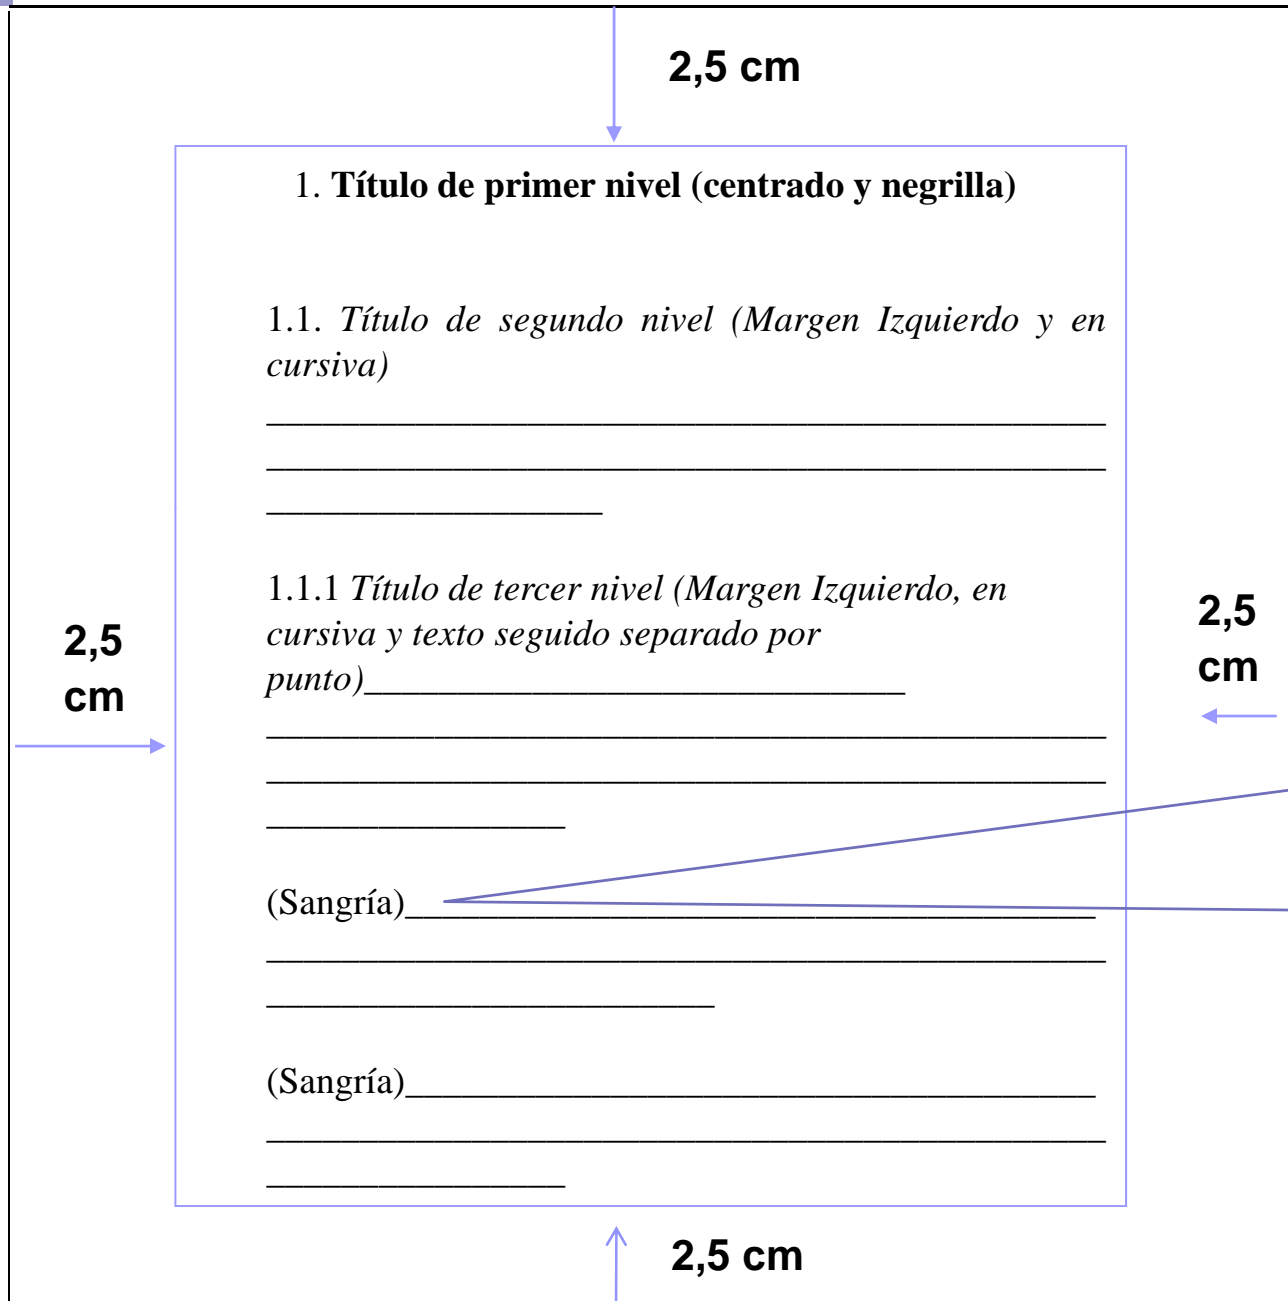 2,5 cm
1. Título de primer nivel (centrado y negrilla)
1.1. Título de segundo nivel (Margen Izquierdo y en
cursiva)
1.1.1 Título de tercer nivel (Margen Izquierdo, en
cursiva y texto seguido separado por
punto)
2,5
cm
2,5
cm
(Sangría)
(Sangría)
2,5 cm